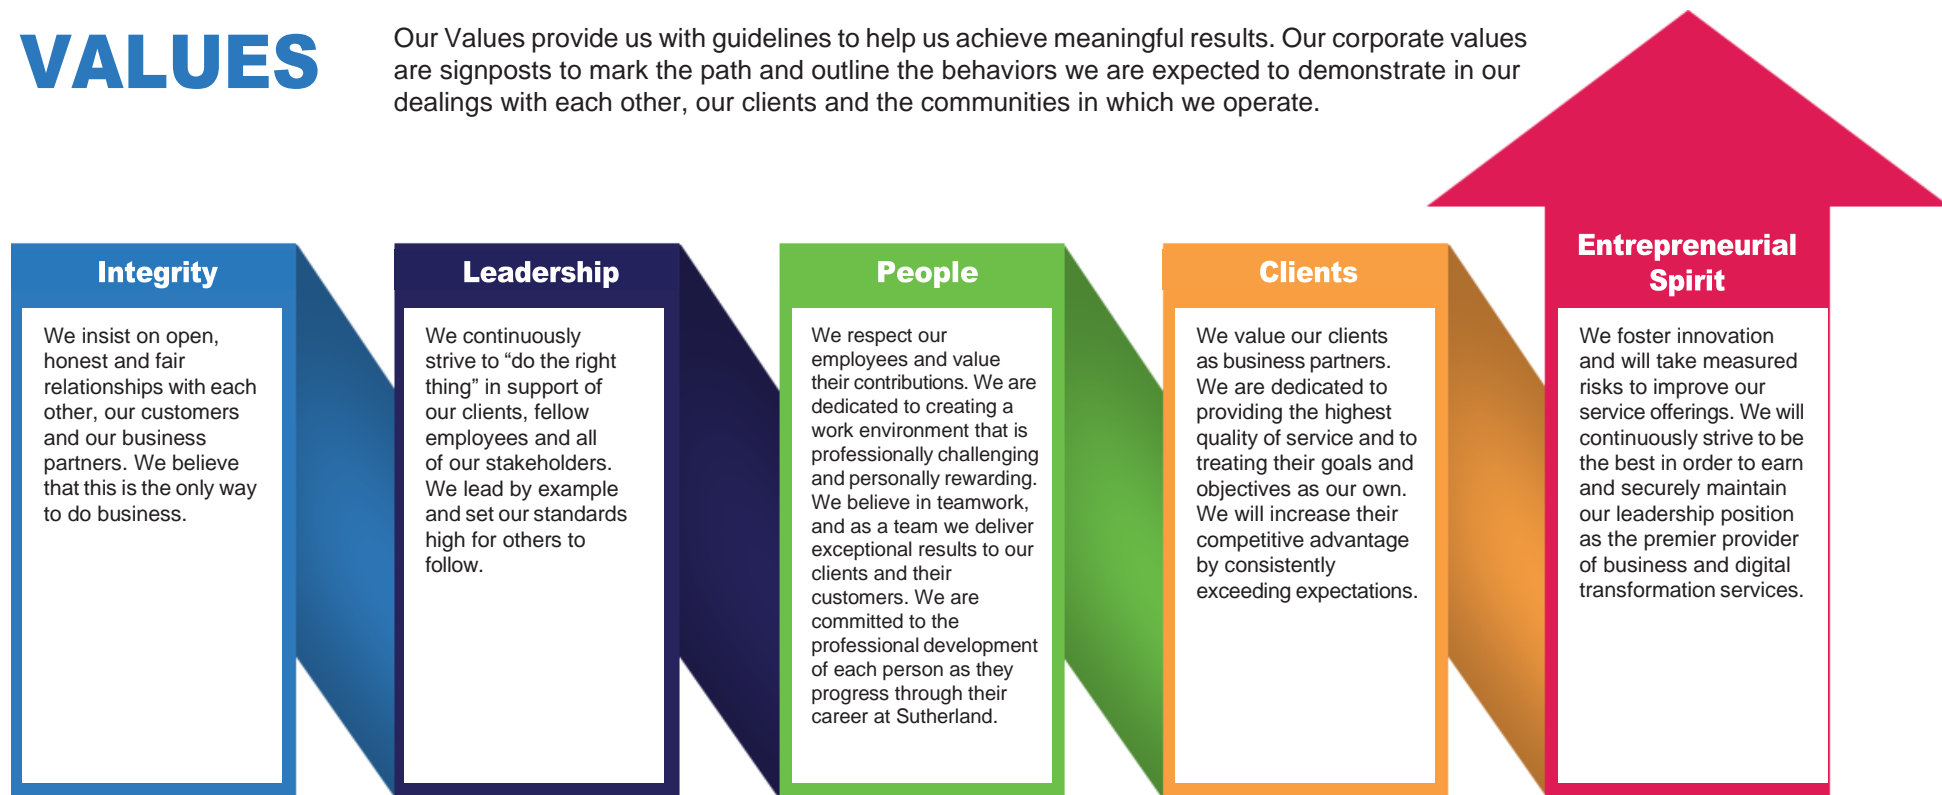 VALUES
Our Values provide us with guidelines to help us achieve meaningful results. Our corporate values
are signposts to mark the path and outline the behaviors we are expected to demonstrate in our
dealings with each other, our clients and the communities in which we operate.
Integrity
We insist on open,
honest and fair
relationships with each
other, our customers
and our business
partners. We believe
that this is the only way
to do business.
Leadership
We continuously
strive to “do the right
thing” in support of
our clients, fellow
employees and all
of our stakeholders.
We lead by example
and set our standards
high for others to
follow.
People
We respect our
employees and value
their contributions. We are
dedicated to creating a
work environment that is
professionally challenging
and personally rewarding.
We believe in teamwork,
and as a team we deliver
exceptional results to our
clients and their
customers. We are
committed to the
professional development
of each person as they
progress through their
career at Sutherland.
Clients
We value our clients
as business partners.
We are dedicated to
providing the highest
quality of service and to
treating their goals and
objectives as our own.
We will increase their
competitive advantage
by consistently
exceeding expectations.
Entrepreneurial
Spirit
We foster innovation
and will take measured
risks to improve our
service offerings. We will
continuously strive to be
the best in order to earn
and securely maintain
our leadership position
as the premier provider
of business and digital
transformation services.